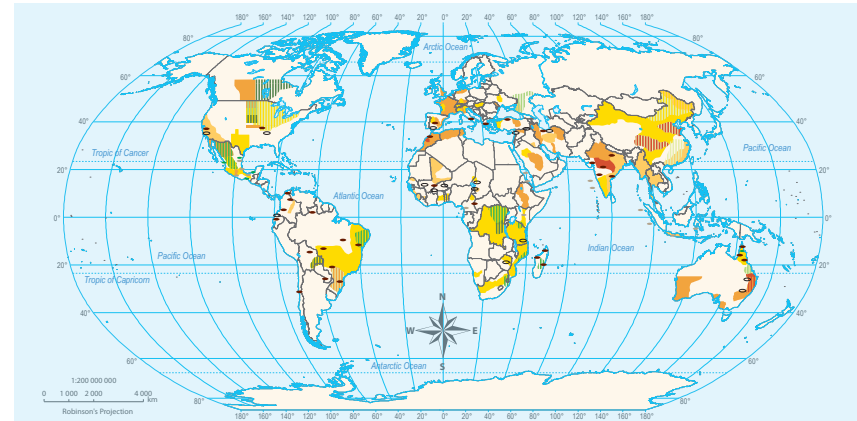 180° 160° 140° 120° 100° 80° 60° 40° 20° 0° 20° 40° 60° 80° 100° 120° 140° 160° 180°
80° Arctic Ocean 80°
60° 60°
40° 40°
Tropic of Cancer Pacific Ocean
20° 20°
Atlantic Ocean
0° 0°
Pacific Ocean Indian Ocean
20° 20°
Tropic of Capricorn
N
40° 40°
W E
S
60° Antarctic Ocean 60°
1:200 000 000
0 1 000 2 000 4 000
km
80° 80°
Robinson's Projection
180° 160° 140° 120° 100° 80° 60° 40° 20° 0° 20° 40° 60° 80° 100° 120° 140° 160° 180°